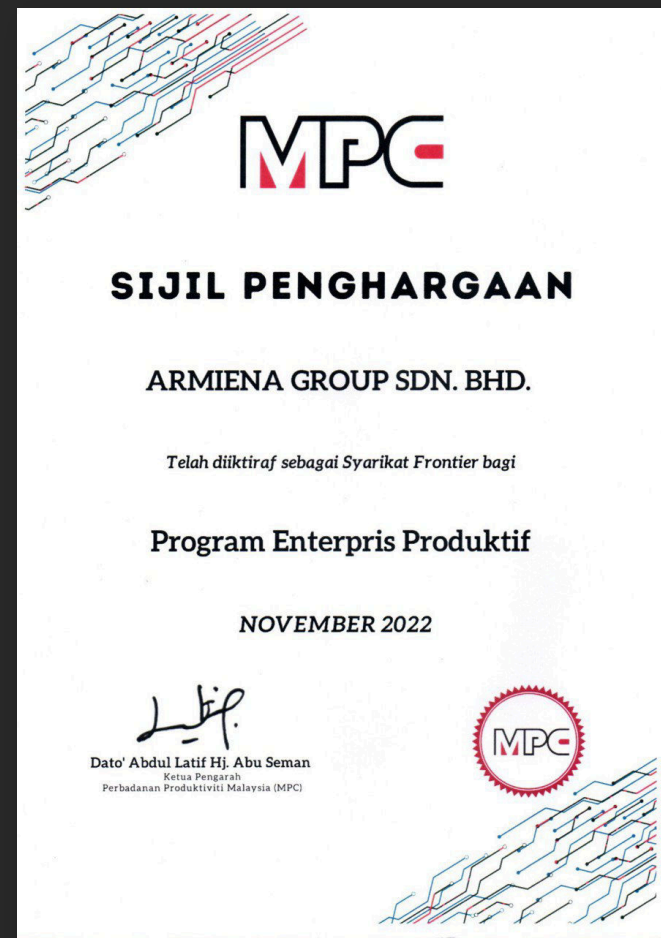 MPC
SIJIL PENGHARGAAN
ARMIENA GROUP SDN. BHD.
Telah diiktiraf sebagai Syarikat Frontier bagi
Program Enterpris Produktif
NOVEMBER 2022
Dato' Abdul Latif Hj. Abu Seman
Ketua Pengarah
Perbadanan Produktiviti Malaysia (MPC)
MPC